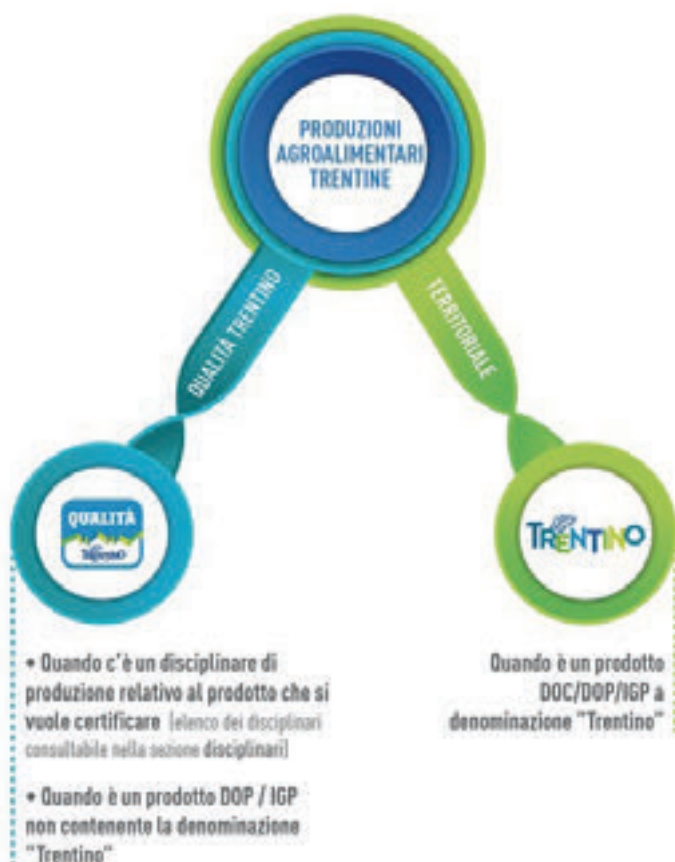 PRODUZIONI
AGROALIMENTARI
TRENTINE
QUALITÀ TRENTINO
TERRITORIALE
QUALITÀ
TRENTINO
TRENTINO
• Quando c'è un disciplinare di
produzione relativo al prodotto che si
vuole certificare (elenco dei disciplinari
consultabile nella sezione disciplinari)
• Quando è un prodotto DOP / IGP
non contenente la denominazione
"Trentino"
Quando è un prodotto
DOC/DOP/IGP a
denominazione "Trentino"